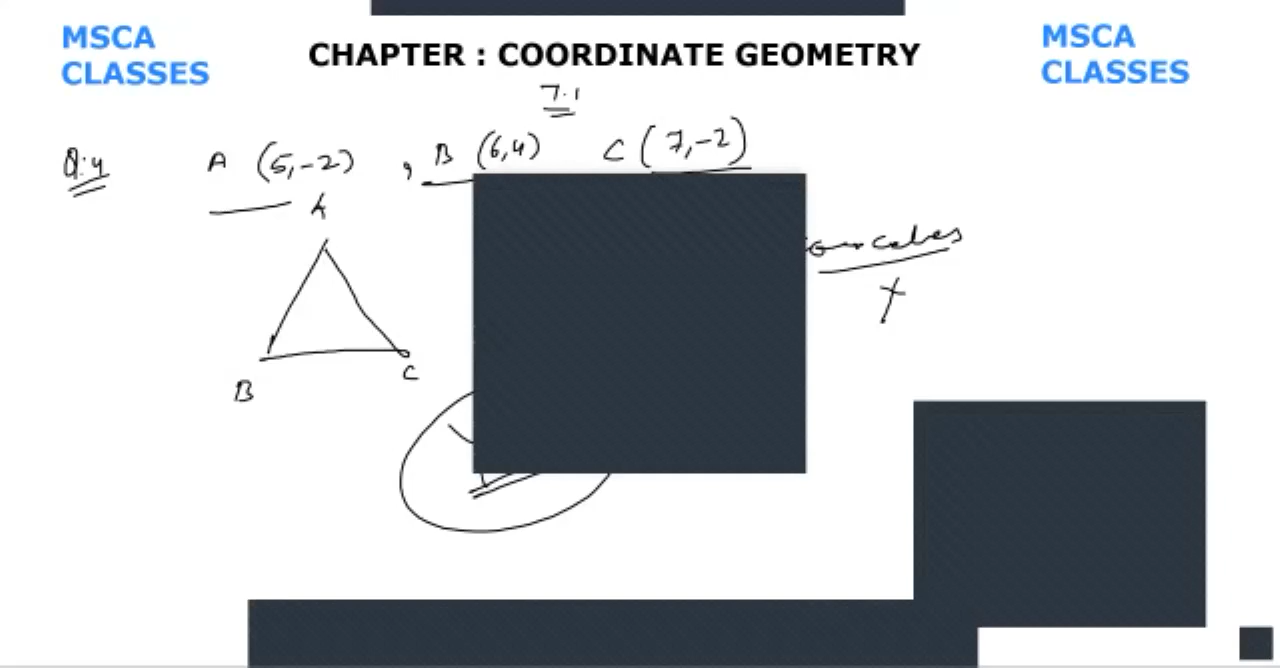 MSCA
CLASSES
CHAPTER : COORDINATE GEOMETRY
MSCA
CLASSES
7.1
Q.4 A (5,-2) , B (6,4) C (7,-2)
A
B
C